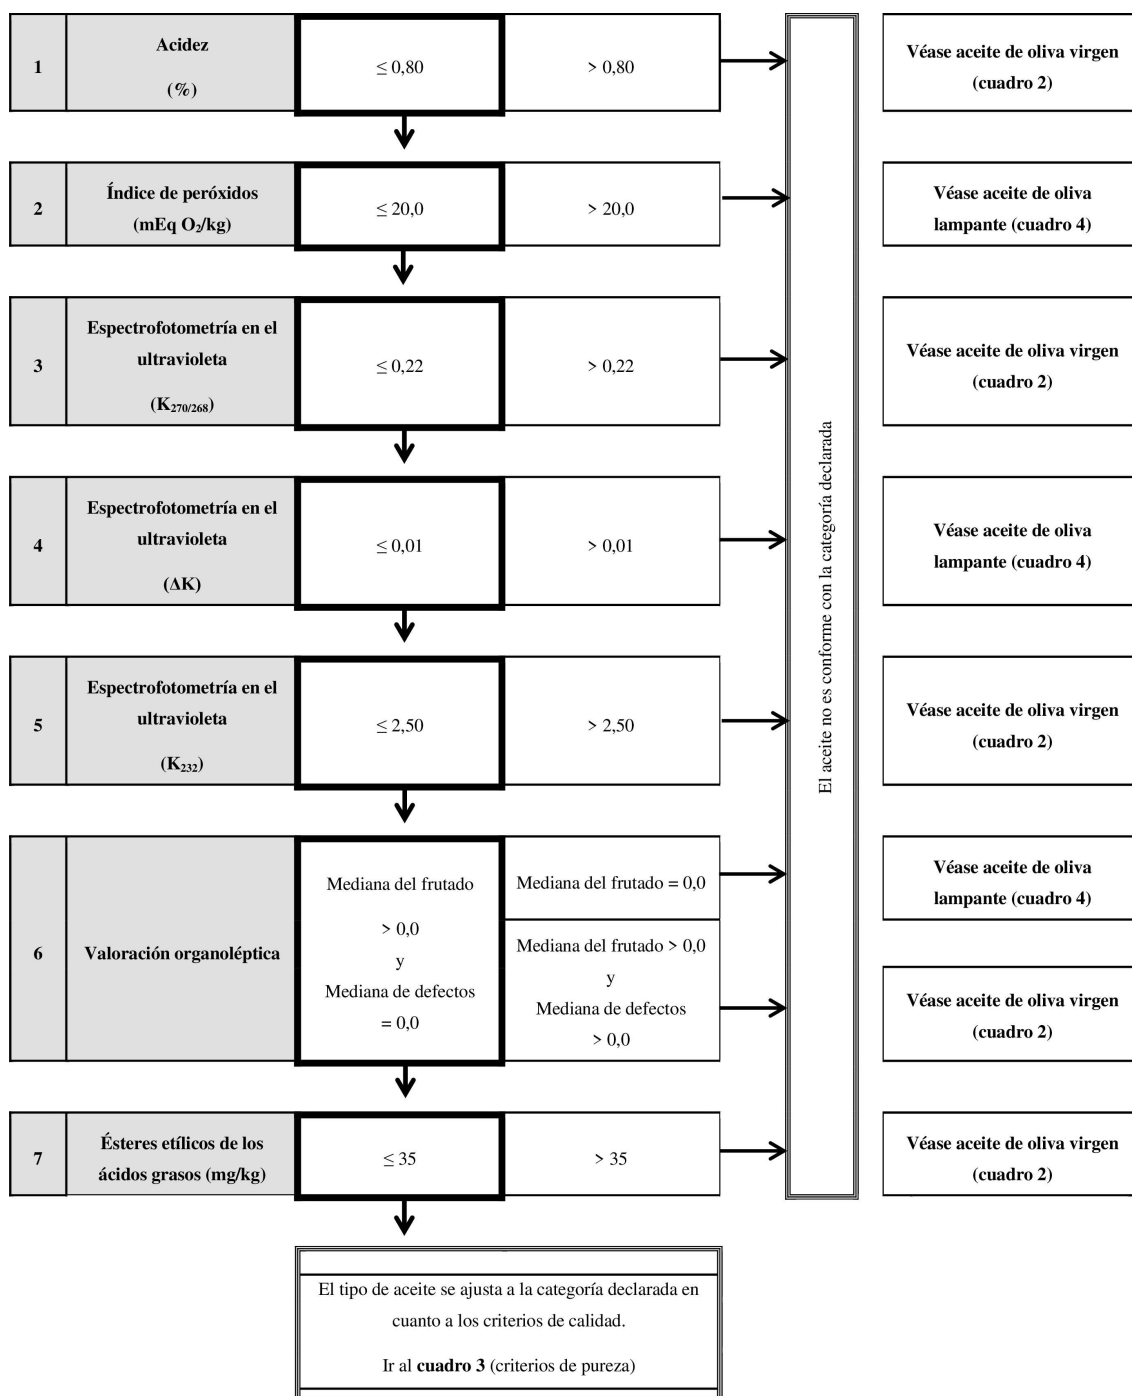 1
Acidez
(%)
≤ 0,80
> 0,80
Véase aceite de oliva virgen
(cuadro 2)
2
Índice de peróxidos
(mEq O₂/kg)
≤ 20,0
> 20,0
Véase aceite de oliva
lampante (cuadro 4)
3
Espectrofotometría en el
ultravioleta
(K₂₇₀/₂₆₈)
≤ 0,22
> 0,22
Véase aceite de oliva virgen
(cuadro 2)
4
Espectrofotometría en el
ultravioleta
(ΔK)
≤ 0,01
> 0,01
Véase aceite de oliva
lampante (cuadro 4)
5
Espectrofotometría en el
ultravioleta
(K₂₃₂)
≤ 2,50
> 2,50
Véase aceite de oliva virgen
(cuadro 2)
6
Valoración organoléptica
Mediana del frutado
> 0,0
y
Mediana de defectos
= 0,0
Mediana del frutado = 0,0
Mediana del frutado > 0,0
y
Mediana de defectos
> 0,0
Véase aceite de oliva
lampante (cuadro 4)
Véase aceite de oliva virgen
(cuadro 2)
7
Ésteres etílicos de los
ácidos grasos (mg/kg)
≤ 35
> 35
Véase aceite de oliva virgen
(cuadro 2)
El aceite no es conforme con la categoría declarada
El tipo de aceite se ajusta a la categoría declarada en
cuanto a los criterios de calidad.
Ir al cuadro 3 (criterios de pureza)